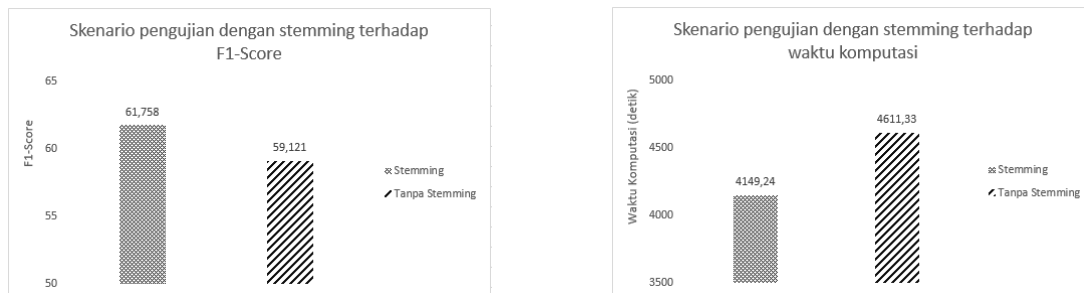 Skenario pengujian dengan stemming terhadap
F1-Score
65
61,758
60
59,121
55
50
F1-Score
Stemming
Tanpa Stemming
Skenario pengujian dengan stemming terhadap
waktu komputasi
5000
4611,33
4500
4149,24
4000
3500
Waktu Komputasi (detik)
Stemming
Tanpa Stemming